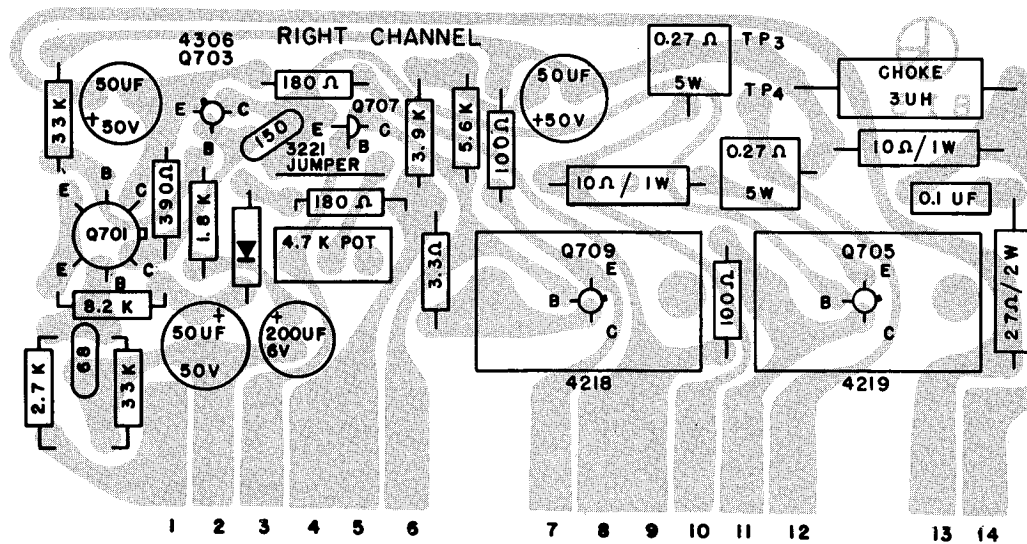 RIGHT CHANNEL
4306
Q703
33 K
50UF
+ 50V
E
C
B
180 Ω
150
Q707
E
C
B
3221
JUMPER
3.9 K
5.6 K
100Ω
50UF
+50V
0.27 Ω
5W
TP3
TP4
CHOKE
3UH
10Ω/1W
10Ω/1W
0.27 Ω
5W
0.1 UF
B
E
C
Q701
E
B
C
390Ω
1.8 K
180 Ω
4.7 K POT
3.3Ω
Q709
E
B
C
4218
100Ω
Q705
E
B
C
4219
2.7Ω/2W
8.2 K
2.7 K
68
33 K
50UF
+
50V
+
200UF
6V
1 2 3 4 5 6 7 8 9 10 11 12 13 14